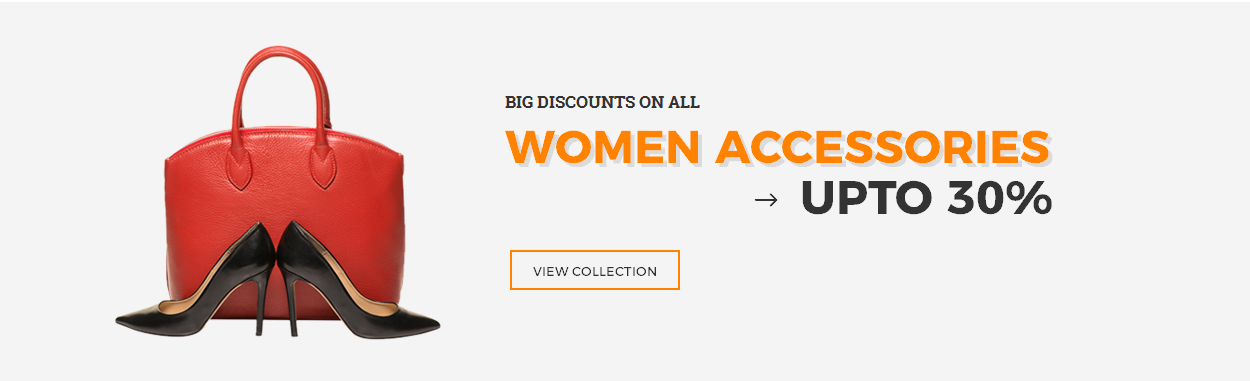 BIG DISCOUNTS ON ALL
WOMEN ACCESSORIES
→ UPTO 30%
VIEW COLLECTION